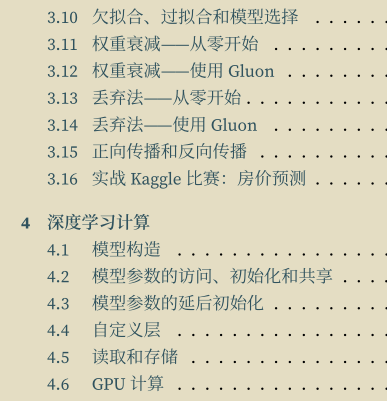 3.10 欠拟合、过拟合和模型选择 . . . . .
3.11 权重衰减——从零开始 . . . . . . .
3.12 权重衰减——使用 Gluon . . . . . .
3.13 丢弃法——从零开始 . . . . . . . .
3.14 丢弃法——使用 Gluon . . . . . . .
3.15 正向传播和反向传播 . . . . . . . .
3.16 实战 Kaggle 比赛：房价预测 . . . . .
4 深度学习计算
4.1 模型构造 . . . . . . . . . . . . .
4.2 模型参数的访问、初始化和共享 . . . .
4.3 模型参数的延后初始化 . . . . . . .
4.4 自定义层 . . . . . . . . . . . . .
4.5 读取和存储 . . . . . . . . . . . .
4.6 GPU 计算 . . . . . . . . . . . . .